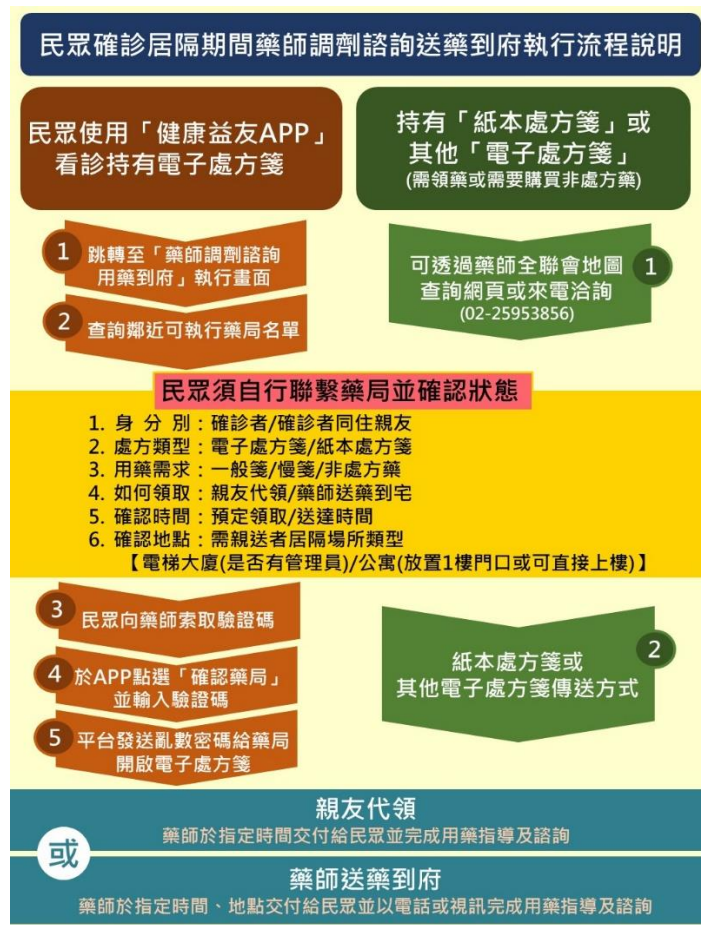 民眾確診居隔期間藥師調劑諮詢送藥到府執行流程說明
民眾使用「健康益友APP」
看診持有電子處方箋
持有「紙本處方箋」或
其他「電子處方箋」
(需領藥或需要購買非處方藥)
1
跳轉至「藥師調劑諮詢
用藥到府」執行畫面
2
查詢鄰近可執行藥局名單
可透過藥師全聯會地圖
查詢網頁或來電洽詢
(02-25953856)
1
民眾須自行聯繫藥局並確認狀態
1. 身 分 別：確診者/確診者同住親友
2. 處方類型：電子處方箋/紙本處方箋
3. 用藥需求：一般箋/慢箋/非處方藥
4. 如何領取：親友代領/藥師送藥到宅
5. 確認時間：預定領取/送達時間
6. 確認地點：需親送者居隔場所類型
【電梯大廈(是否有管理員)/公寓(放置1樓門口或可直接上樓)】
3
民眾向藥師索取驗證碼
4
於APP點選「確認藥局」
並輸入驗證碼
5
平台發送亂數密碼給藥局
開啟電子處方箋
2
紙本處方箋或
其他電子處方箋傳送方式
親友代領
藥師於指定時間交付給民眾並完成用藥指導及諮詢
或
藥師送藥到府
藥師於指定時間、地點交付給民眾並以電話或視訊完成用藥指導及諮詢